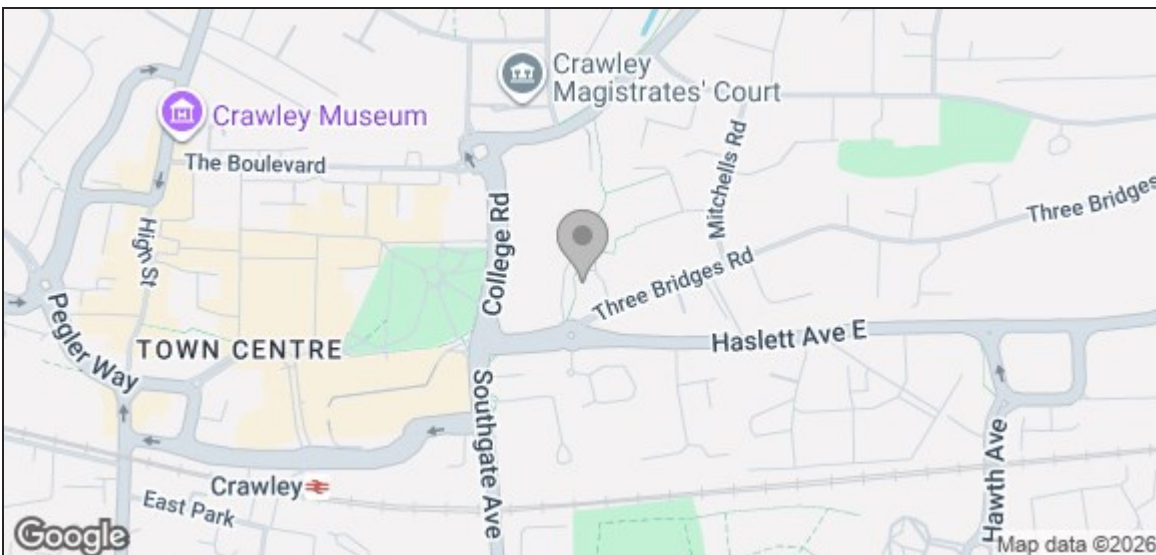 Crawley
Magistrates' Court
Crawley Museum
The Boulevard
Mitchells Rd
Three Bridges
High St
College Rd
Three Bridges Rd
Pegler Way
TOWN CENTRE
Haslett Ave E
Southgate Ave
Hawth Ave
Crawley
East Park
Google
Map data ©2026